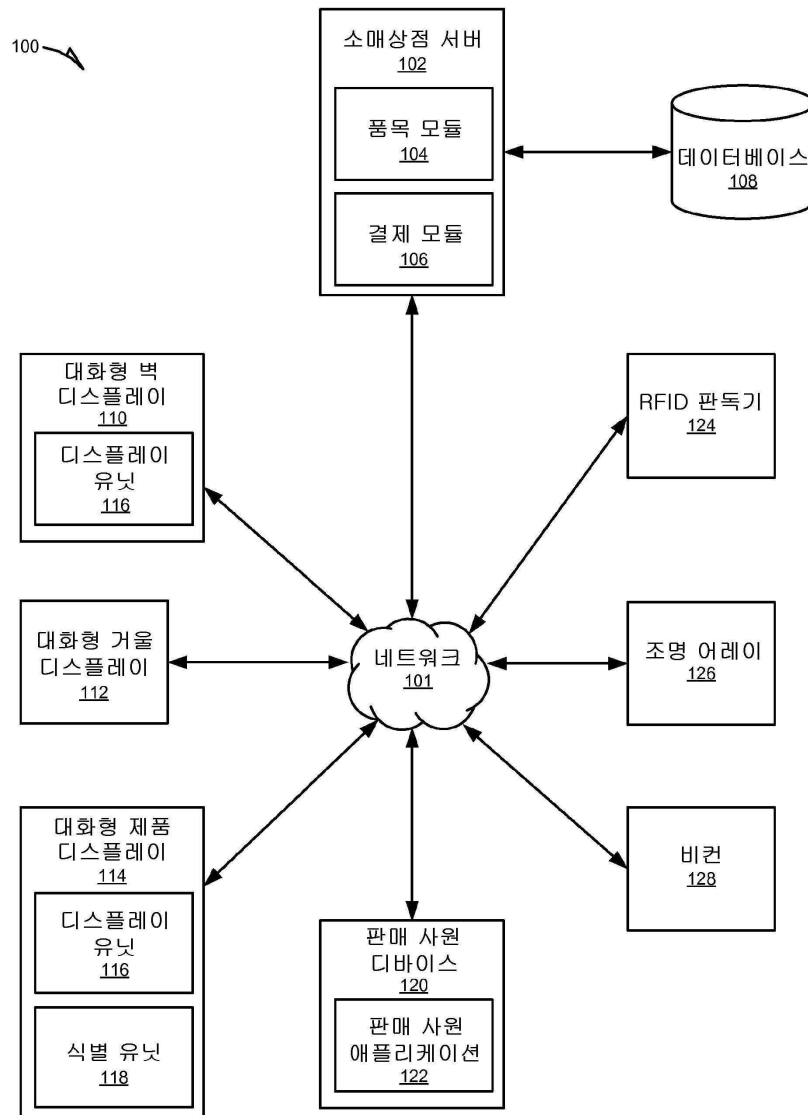 100
소매상점 서버
102
품목 모듈
104
결제 모듈
106
데이터베이스
108
대화형 벽
디스플레이
110
디스플레이
유닛
116
RFID 판독기
124
대화형 거울
디스플레이
112
네트워크
101
조명 어레이
126
대화형 제품
디스플레이
114
디스플레이
유닛
116
식별 유닛
118
판매 사원
디바이스
120
판매 사원
애플리케이션
122
비컨
128